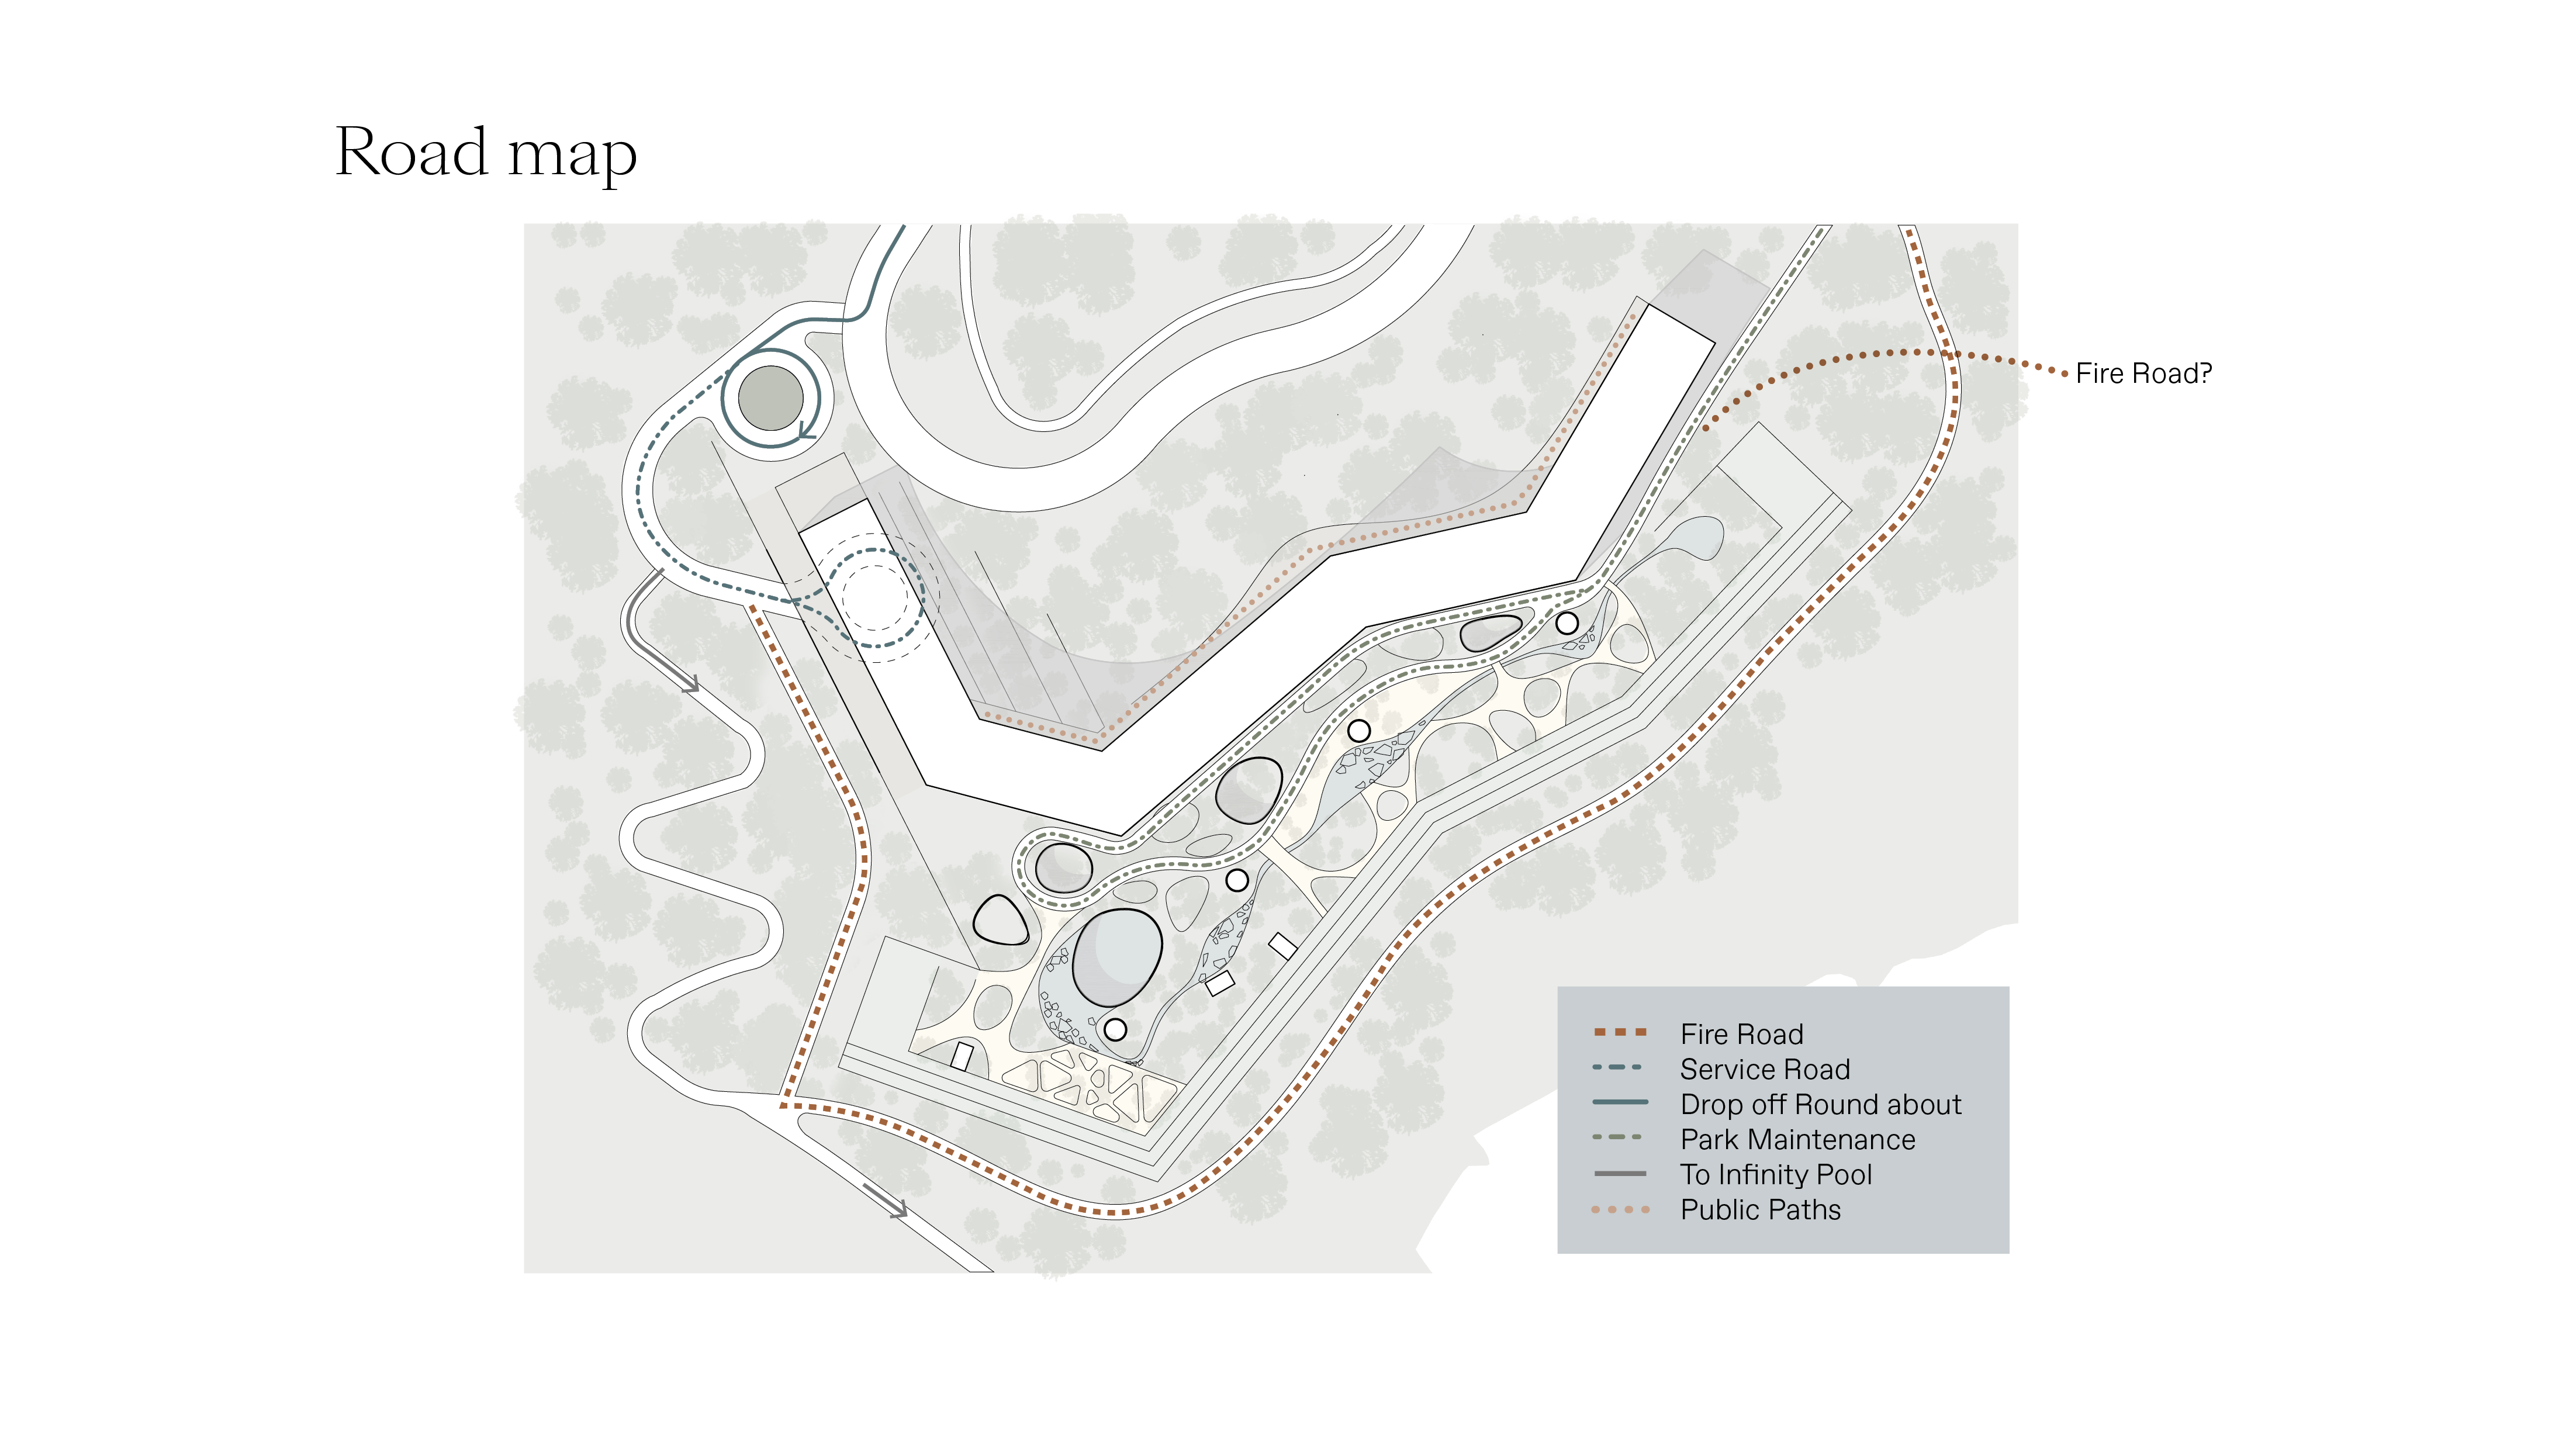 Road map
Fire Road?
Fire Road
Service Road
Drop off Round about
Park Maintenance
To Infinity Pool
Public Paths